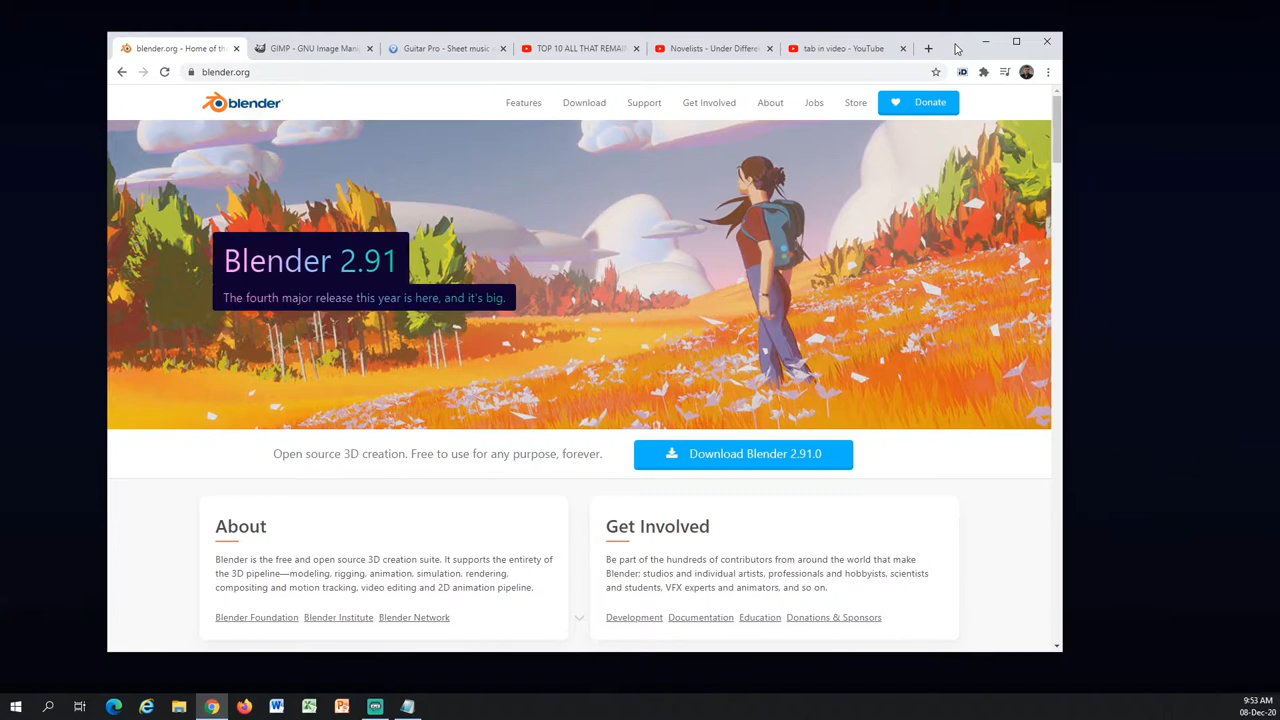 blender.org - Home of the
GIMP - GNU Image Mani
Guitar Pro - Sheet music
TOP 10 ALL THAT REMAI
Novelists - Under Differe
tab in video - YouTube
blender.org
iD
blender
Features
Download
Support
Get Involved
About
Jobs
Store
Donate
Blender 2.91
The fourth major release this year is here, and it's big.
Open source 3D creation. Free to use for any purpose, forever.
Download Blender 2.91.0
About
Blender is the free and open source 3D creation suite. It supports the entirety of
the 3D pipeline—modeling, rigging, animation, simulation, rendering,
compositing and motion tracking, video editing and 2D animation pipeline.
Blender Foundation Blender Institute Blender Network
Get Involved
Be part of the hundreds of contributors from around the world that make
Blender; studios and individual artists, professionals and hobbyists, scientists
and students, VFX experts and animators, and so on.
Development Documentation Education Donations & Sponsors
9:53 AM
08-Dec-20